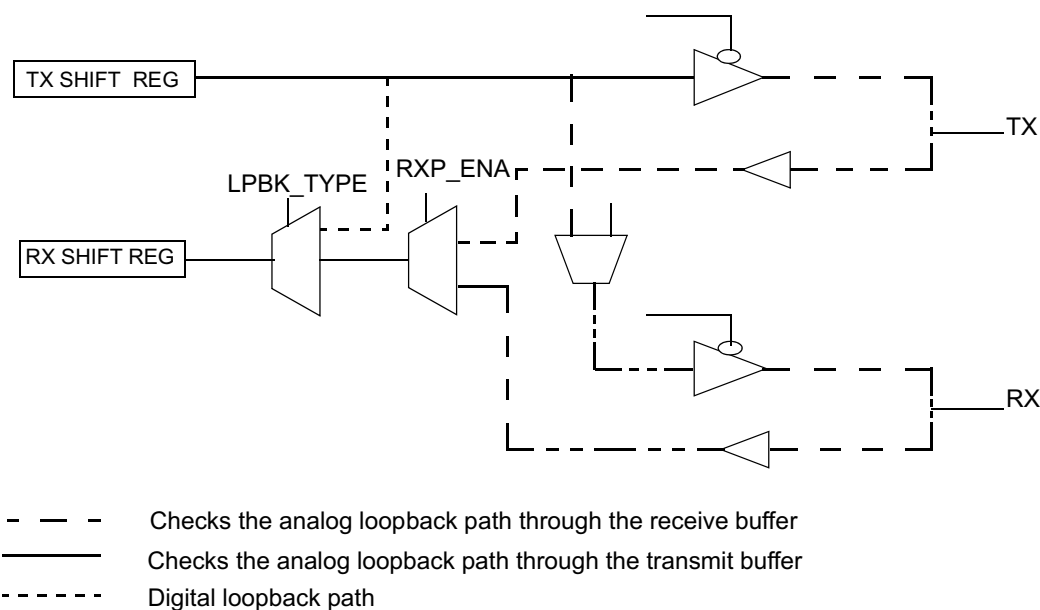 TX SHIFT REG
TX
LPBK_TYPE
RXP_ENA
RX SHIFT REG
RX
Checks the analog loopback path through the receive buffer
Checks the analog loopback path through the transmit buffer
Digital loopback path